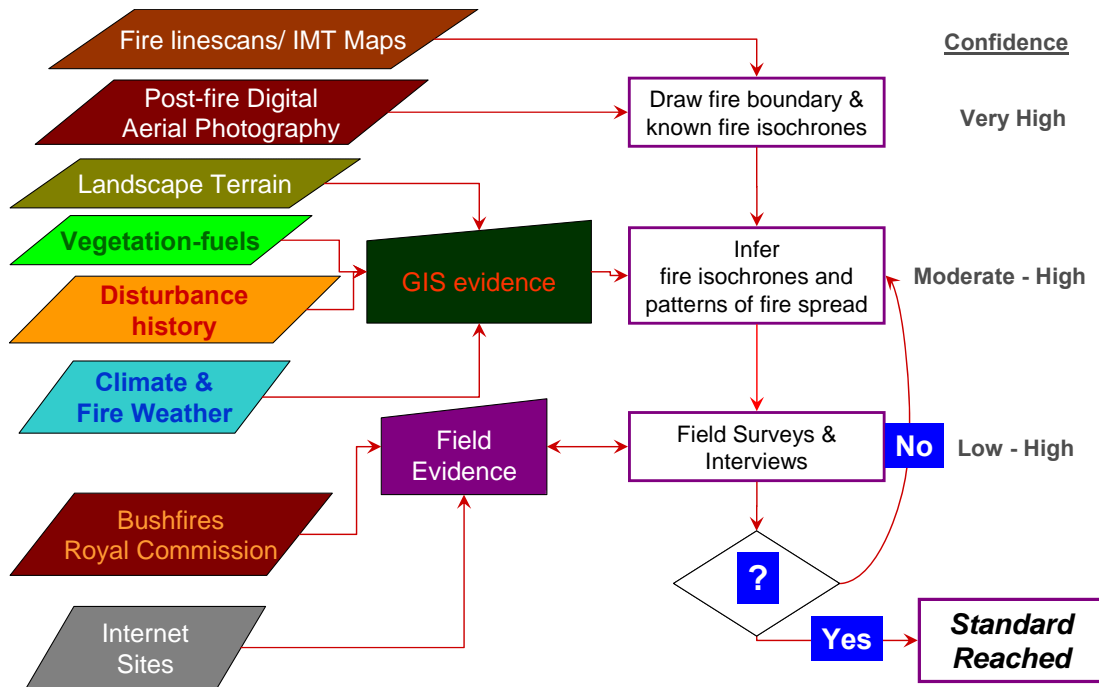 Fire linescans/ IMT Maps
Confidence
Post-fire Digital
Aerial Photography
Draw fire boundary &
known fire isochrones
Very High
Landscape Terrain
Vegetation-fuels
GIS evidence
Infer
fire isochrones and
patterns of fire spread
Moderate - High
Disturbance
history
Climate &
Fire Weather
Field
Evidence
Field Surveys &
Interviews
No
Low - High
Bushfires
Royal Commission
?
Internet
Sites
Yes
Standard
Reached